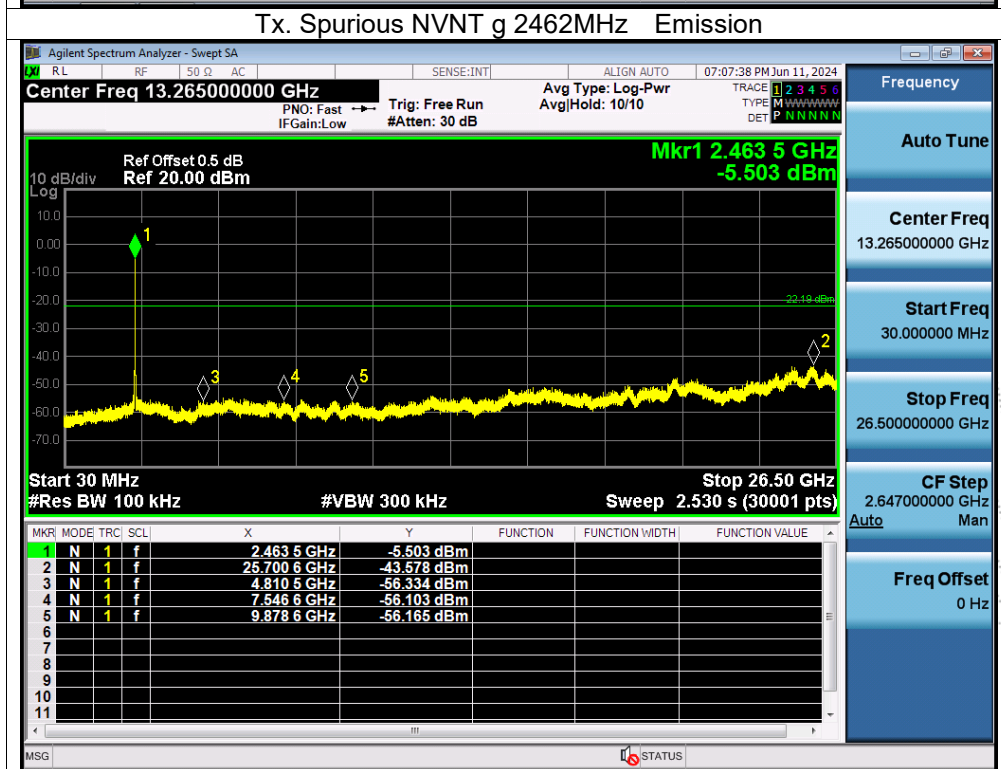 Tx. Spurious NVNT g 2462MHz Emission
Agilent Spectrum Analyzer - Swept SA
LXI RL RF 50 Ω AC SENSE:INT ALIGN AUTO 07:07:38 PM Jun 11, 2024
Center Freq 13.265000000 GHz
PNO: Fast
IFGain:Low
Trig: Free Run
#Atten: 30 dB
Avg Type: Log-Pwr
Avg|Hold: 10/10
TRACE 1 2 3 4 5 6
TYPE M WWWWW
DET P N N N N N
Mkr1 2.463 5 GHz
-5.503 dBm
Ref Offset 0.5 dB
10 dB/div Ref 20.00 dBm
Log
10.0
0.00
-10.0
-20.0
-30.0
-40.0
-50.0
-60.0
-70.0
1
-22.19 dBm
2
3
4
5
Start 30 MHz Stop 26.50 GHz
#Res BW 100 kHz #VBW 300 kHz Sweep 2.530 s (30001 pts)
MKR MODE TRC SCL X Y FUNCTION FUNCTION WIDTH FUNCTION VALUE
1 N 1 f 2.463 5 GHz -5.503 dBm
2 N 1 f 25.700 6 GHz -43.578 dBm
3 N 1 f 4.810 5 GHz -56.334 dBm
4 N 1 f 7.546 6 GHz -56.103 dBm
5 N 1 f 9.878 6 GHz -56.165 dBm
6
7
8
9
10
11
MSG STATUS
Frequency
Auto Tune
Center Freq
13.265000000 GHz
Start Freq
30.000000 MHz
Stop Freq
26.500000000 GHz
CF Step
2.647000000 GHz
Auto Man
Freq Offset
0 Hz